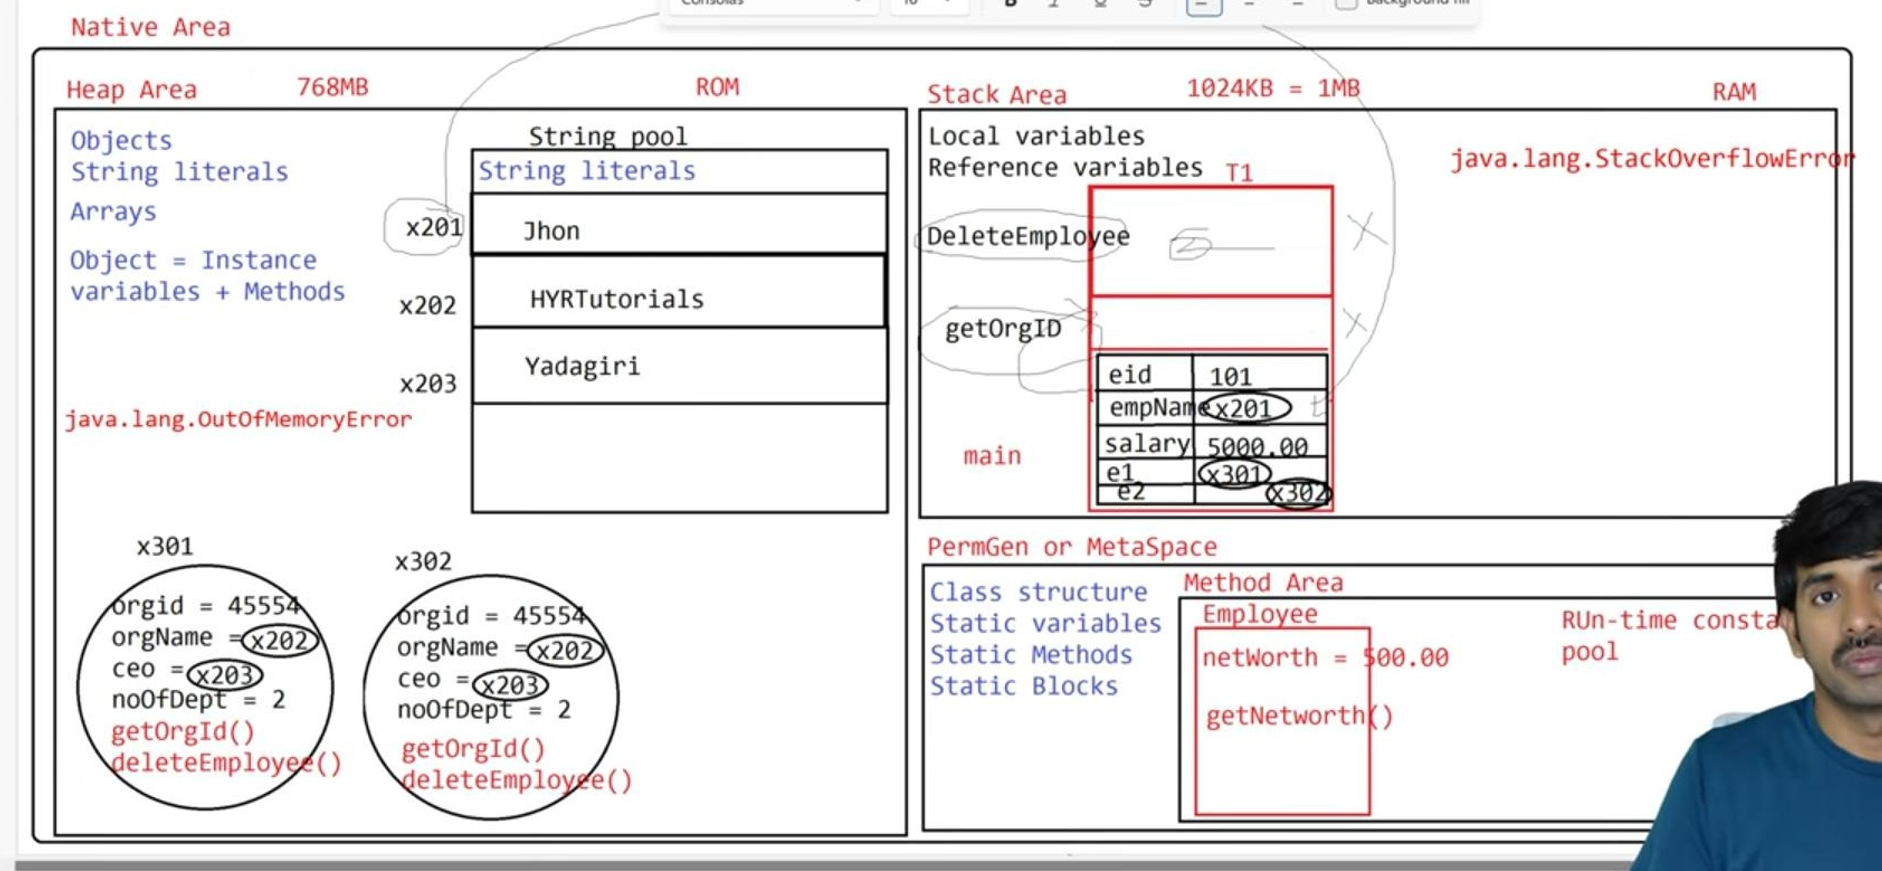 Native Area
Heap Area 768MB ROM
Objects
String literals
Arrays
Object = Instance
variables + Methods
java.lang.OutOfMemoryError
String pool
String literals
x201 Jhon
x202 HYRTutorials
x203 Yadagiri
x301
orgid = 45554
orgName = x202
ceo = x203
noOfDept = 2
getOrgId()
deleteEmployee()
x302
orgid = 45554
orgName = x202
ceo = x203
noOfDept = 2
getOrgId()
deleteEmployee()
Stack Area 1024KB = 1MB RAM
Local variables
Reference variables T1
java.lang.StackOverflowError
DeleteEmployee
getOrgID
main
eid 101
empName x201
salary 5000.00
e1 x301
e2 x302
PermGen or MetaSpace
Class structure
Static variables
Static Methods
Static Blocks
Method Area
Employee
netWorth = 500.00
getNetworth()
RUn-time consta
pool